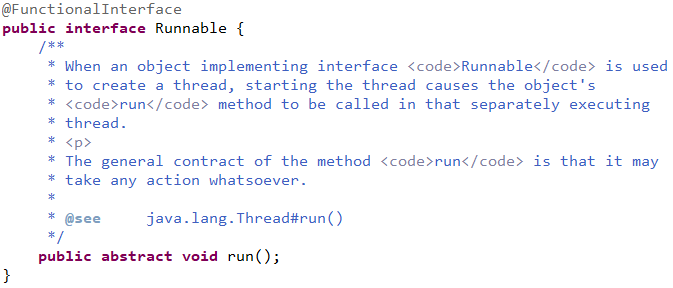 @FunctionalInterface
public interface Runnable {
    /**
     * When an object implementing interface <code>Runnable</code> is used
     * to create a thread, starting the thread causes the object's
     * <code>run</code> method to be called in that separately executing
     * thread.
     * <p>
     * The general contract of the method <code>run</code> is that it may
     * take any action whatsoever.
     *
     * @see     java.lang.Thread#run()
     */
    public abstract void run();
}